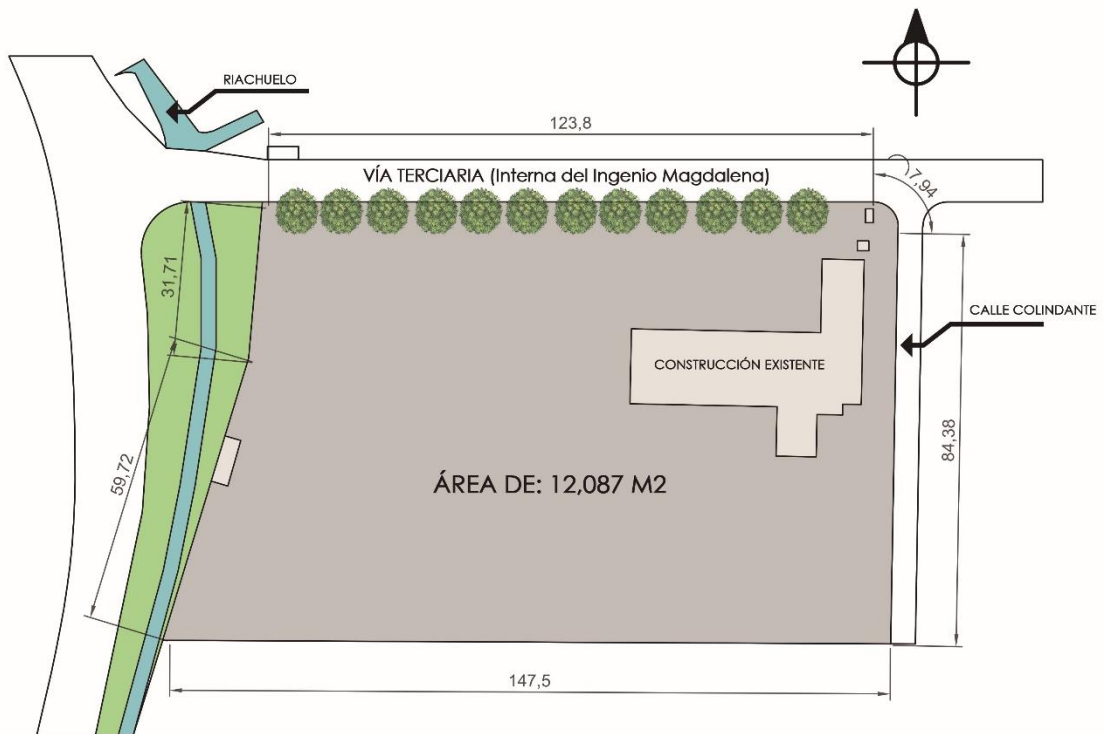 RIACHUELO
123,8
VÍA TERCIARIA (Interna del Ingenio Magdalena)
7,94
31,71
CALLE COLINDANTE
CONSTRUCCIÓN EXISTENTE
84,38
59,72
ÁREA DE: 12,087 M2
147,5